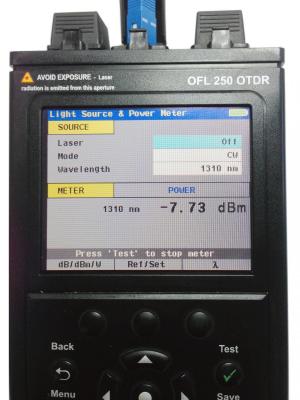 AVOID EXPOSURE - Laser
radiation is emitted from this aperture
OFL 250 OTDR
Light Source & Power Meter
SOURCE
Laser Off
Mode CW
Wavelength 1310 nm
METER POWER
1310 nm -7.73 dBm
Press 'Test' to stop meter
dB/dBm/W Ref/Set λ
Back Test
Menu Save